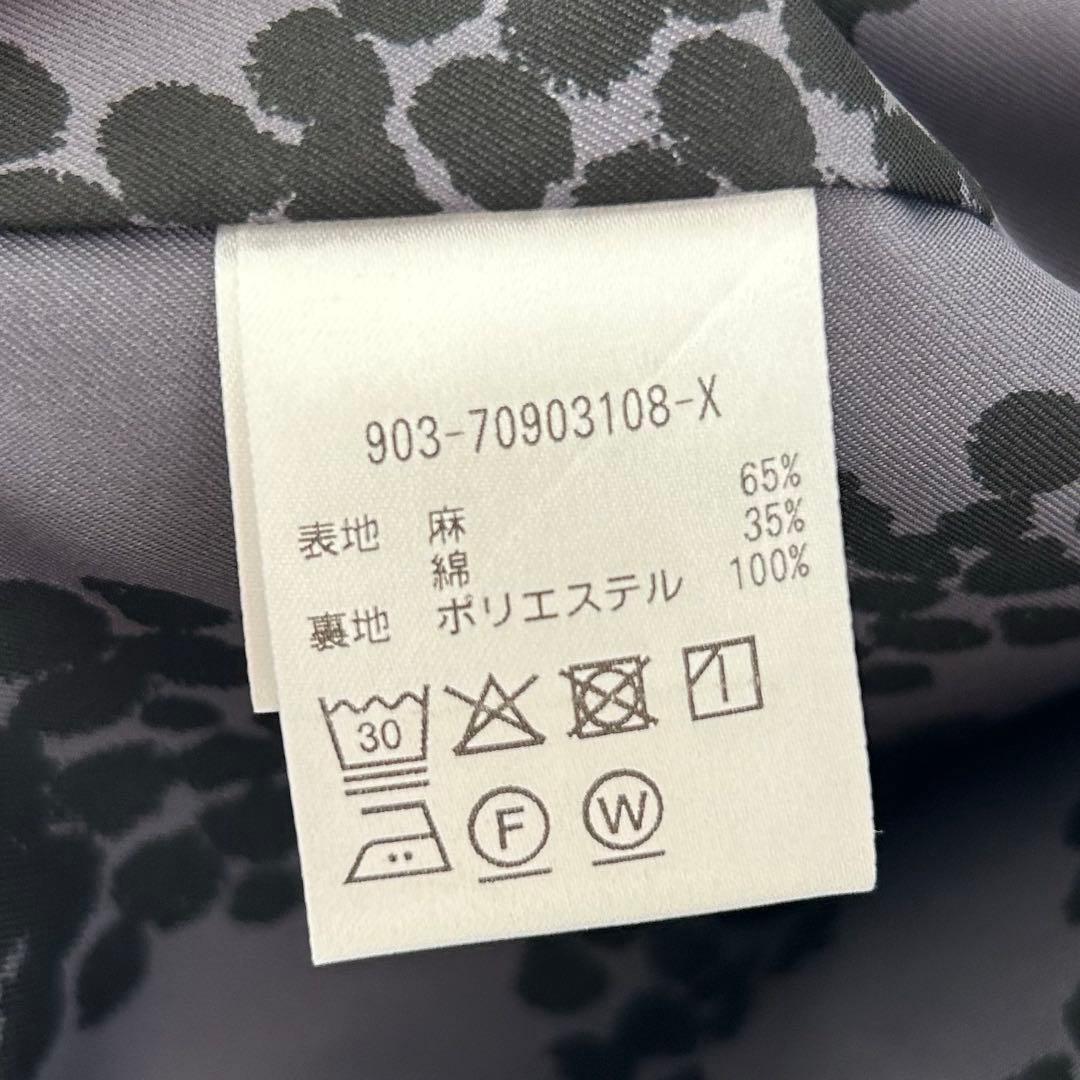 903-70903108-X
表地 麻 65%
綿 35%
裏地 ポリエステル 100%
30
F W